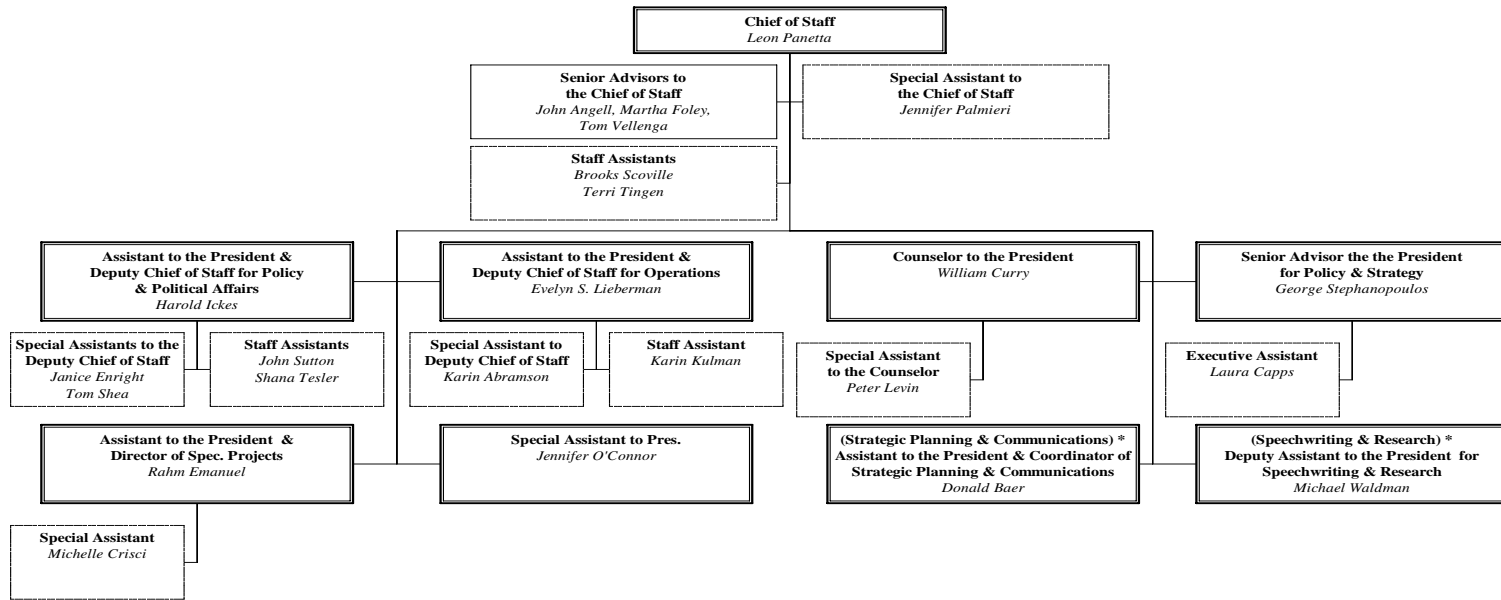 Chief of Staff
Leon Panetta
Senior Advisors to
the Chief of Staff
John Angell, Martha Foley,
Tom Vellenga
Special Assistant to
the Chief of Staff
Jennifer Palmieri
Staff Assistants
Brooks Scoville
Terri Tingen
Assistant to the President &
Deputy Chief of Staff for Policy
& Political Affairs
Harold Ickes
Assistant to the President &
Deputy Chief of Staff for Operations
Evelyn S. Lieberman
Counselor to the President
William Curry
Senior Advisor the the President
for Policy & Strategy
George Stephanopoulos
Special Assistants to the
Deputy Chief of Staff
Janice Enright
Tom Shea
Staff Assistants
John Sutton
Shana Tesler
Special Assistant to
Deputy Chief of Staff
Karin Abramson
Staff Assistant
Karin Kulman
Special Assistant
to the Counselor
Peter Levin
Executive Assistant
Laura Capps
Assistant to the President &
Director of Spec. Projects
Rahm Emanuel
Special Assistant to Pres.
Jennifer O'Connor
(Strategic Planning & Communications) *
Assistant to the President & Coordinator of
Strategic Planning & Communications
Donald Baer
(Speechwriting & Research) *
Deputy Assistant to the President for
Speechwriting & Research
Michael Waldman
Special Assistant
Michelle Crisci